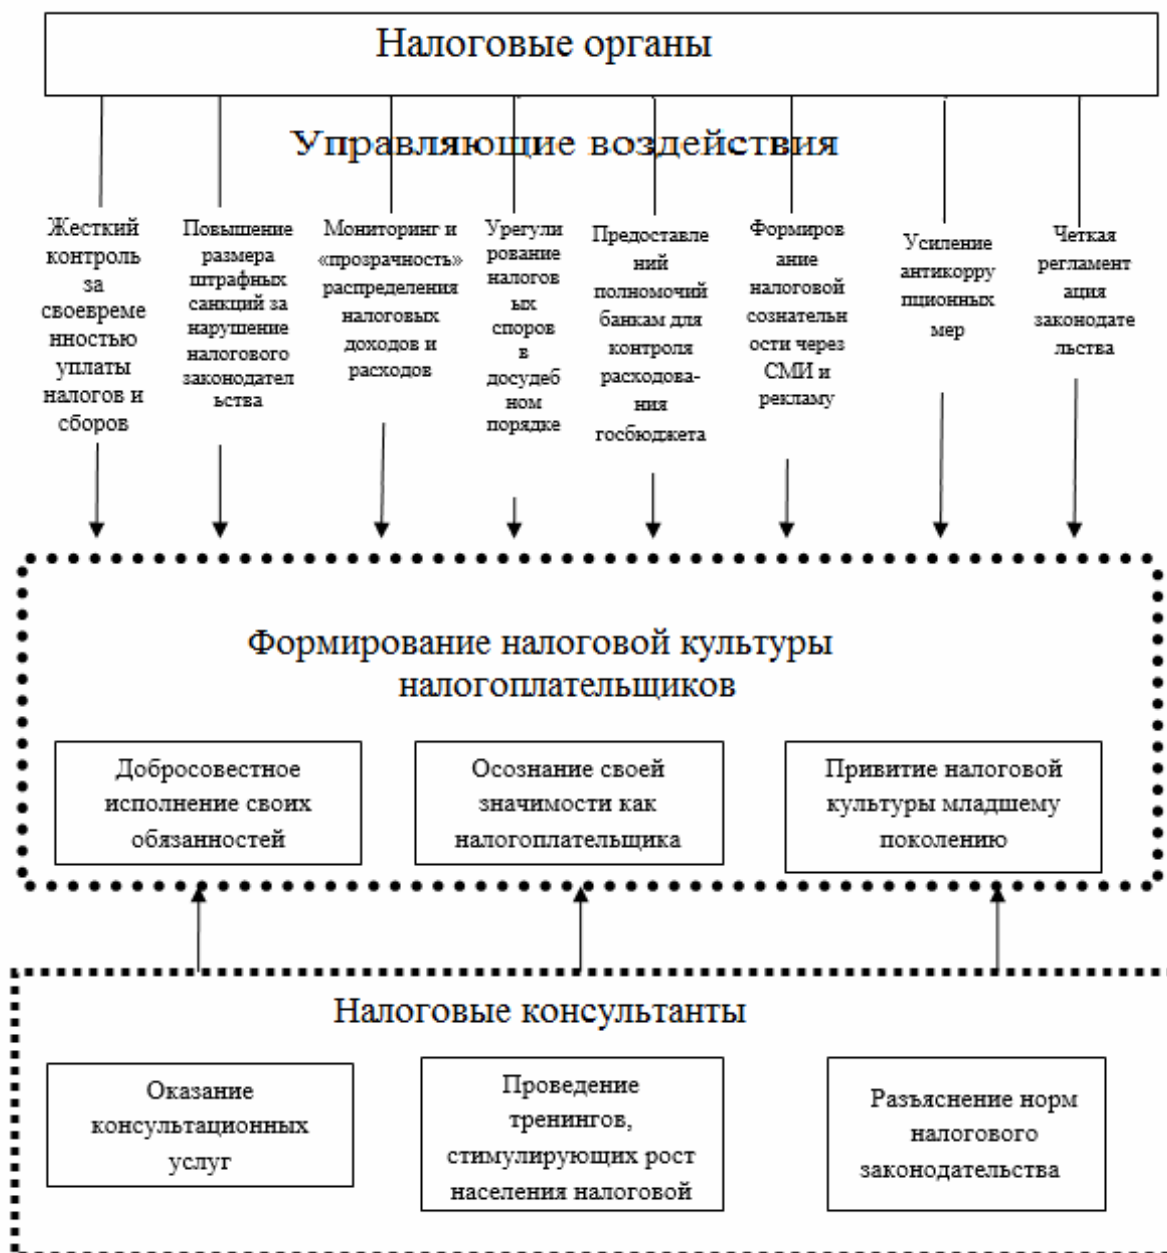 Налоговые органы
Управляющие воздействия
Жесткий
контроль
за
своевреме
нностью
уплаты
налогов и
сборов
Повышение
размера
штрафных
санкций за
нарушение
налогового
законодател
ьства
Мониторинг и
«прозрачность»
распределения
налоговых
доходов и
расходов
Урегули
рование
налогов
ых
споров
в
досудеб
ном
порядке
Предоставле
ний
полномочий
банкам для
контроля
расходова-
ния
госбюджета
Формиров
ание
налоговой
сознательн
ости через
СМИ и
рекламу
Усиление
антикорру
пционных
мер
Четкая
регламент
ация
законодате
льства
Формирование налоговой культуры
налогоплательщиков
Добросовестное
исполнение своих
обязанностей
Осознание своей
значимости как
налогоплательщика
Привитие налоговой
культуры младшему
поколению
Налоговые консультанты
Оказание
консультационных
услуг
Проведение
тренингов,
стимулирующих рост
населения налоговой
Разъяснение норм
налогового
законодательства